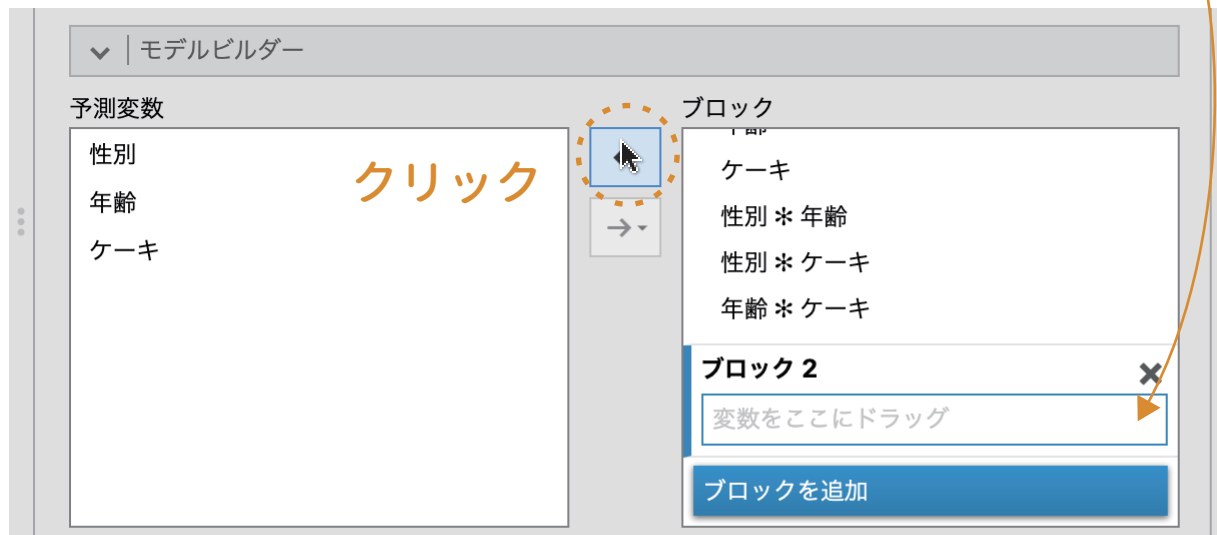 モデルビルダー
予測変数
ブロック
性別
年齢
ケーキ
クリック
年齢
ケーキ
性別 ✻ 年齢
性別 ✻ ケーキ
年齢 ✻ ケーキ
ブロック 2
変数をここにドラッグ
ブロックを追加